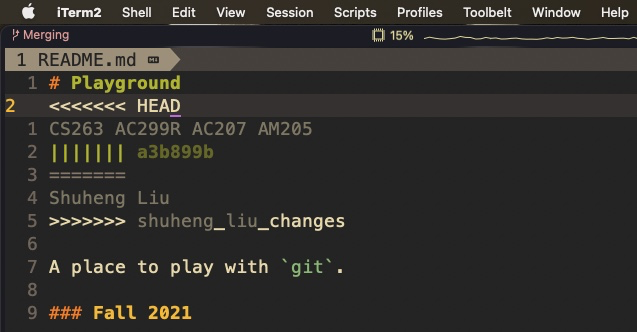 iTerm2 Shell Edit View Session Scripts Profiles Toolbelt Window Help
Merging 15%
1 README.md
1 # Playground
2 <<<<<<< HEAD
1 CS263 AC299R AC207 AM205
2 ||||||| a3b899b
3 =======
4 Shuheng Liu
5 >>>>>>> shuheng_liu_changes
6
7 A place to play with `git`.
8
9 ### Fall 2021